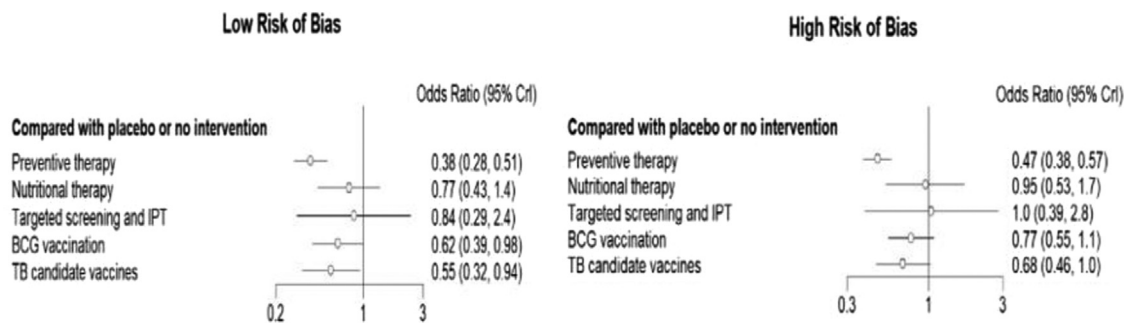 Low Risk of Bias
Odds Ratio (95% CrI)
Compared with placebo or no intervention
Preventive therapy 0.38 (0.28, 0.51)
Nutritional therapy 0.77 (0.43, 1.4)
Targeted screening and IPT 0.84 (0.29, 2.4)
BCG vaccination 0.62 (0.39, 0.98)
TB candidate vaccines 0.55 (0.32, 0.94)
0.2 1 3
High Risk of Bias
Odds Ratio (95% CrI)
Compared with placebo or no intervention
Preventive therapy 0.47 (0.38, 0.57)
Nutritional therapy 0.95 (0.53, 1.7)
Targeted screening and IPT 1.0 (0.39, 2.8)
BCG vaccination 0.77 (0.55, 1.1)
TB candidate vaccines 0.68 (0.46, 1.0)
0.3 1 3